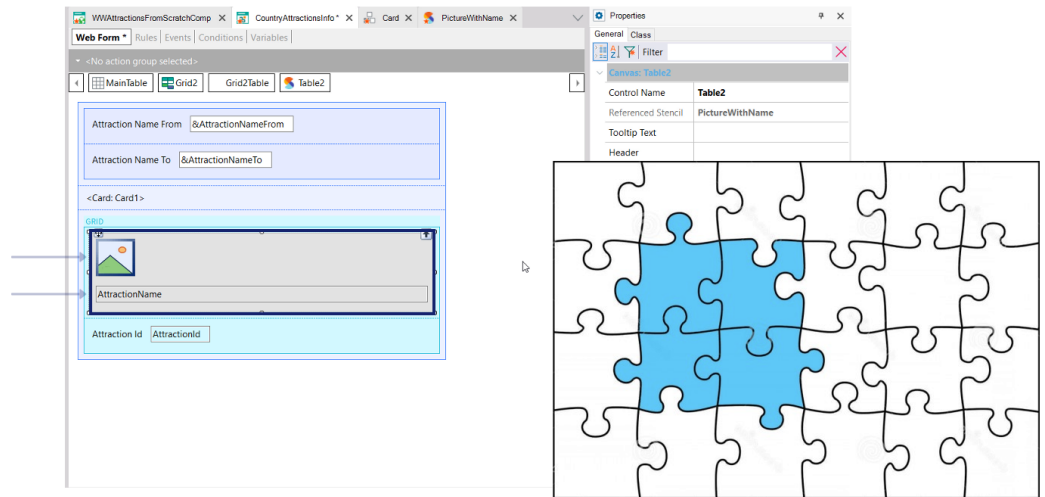 WWAttractionsFromScratchComp X CountryAttractionsInfo * X Card X PictureWithName X
Web Form * Rules Events Conditions Variables
<No action group selected>
MainTable Grid2 Grid2Table Table2
Attraction Name From &AttractionNameFrom
Attraction Name To &AttractionNameTo
<Card: Card1>
GRID
AttractionName
Attraction Id AttractionId
Properties
General Class
Filter
Canvas: Table2
Control Name Table2
Referenced Stencil PictureWithName
Tooltip Text
Header